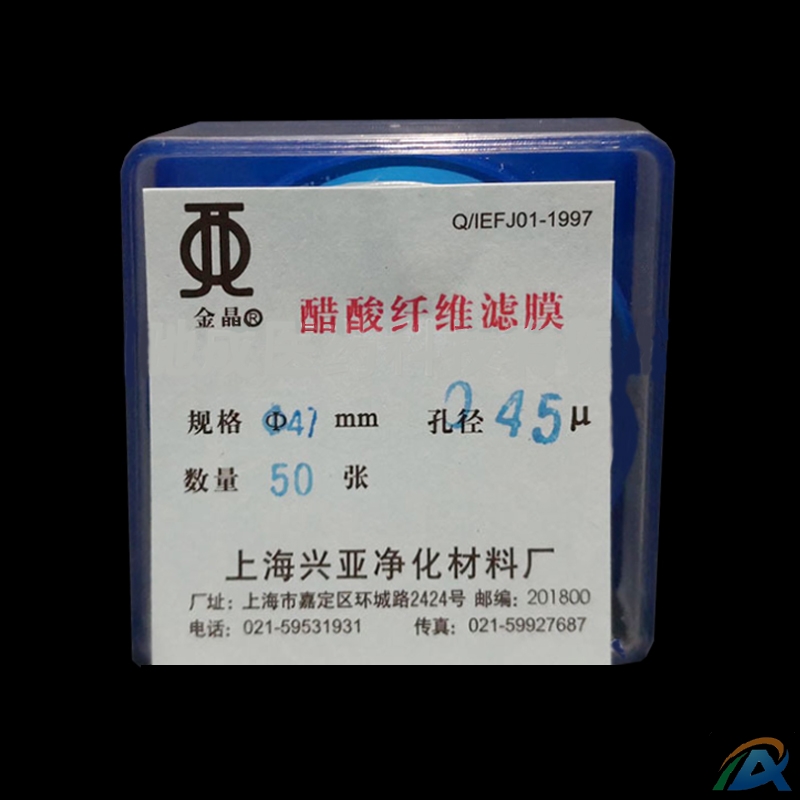 Q/IEFJ01-1997
金晶®
醋酸纤维滤膜
规格 Φ47 mm 孔径 0.45 μ
数量 50 张
上海兴亚净化材料厂
厂址：上海市嘉定区环城路2424号 邮编：201800
电话：021-59531931 传真：021-59927687